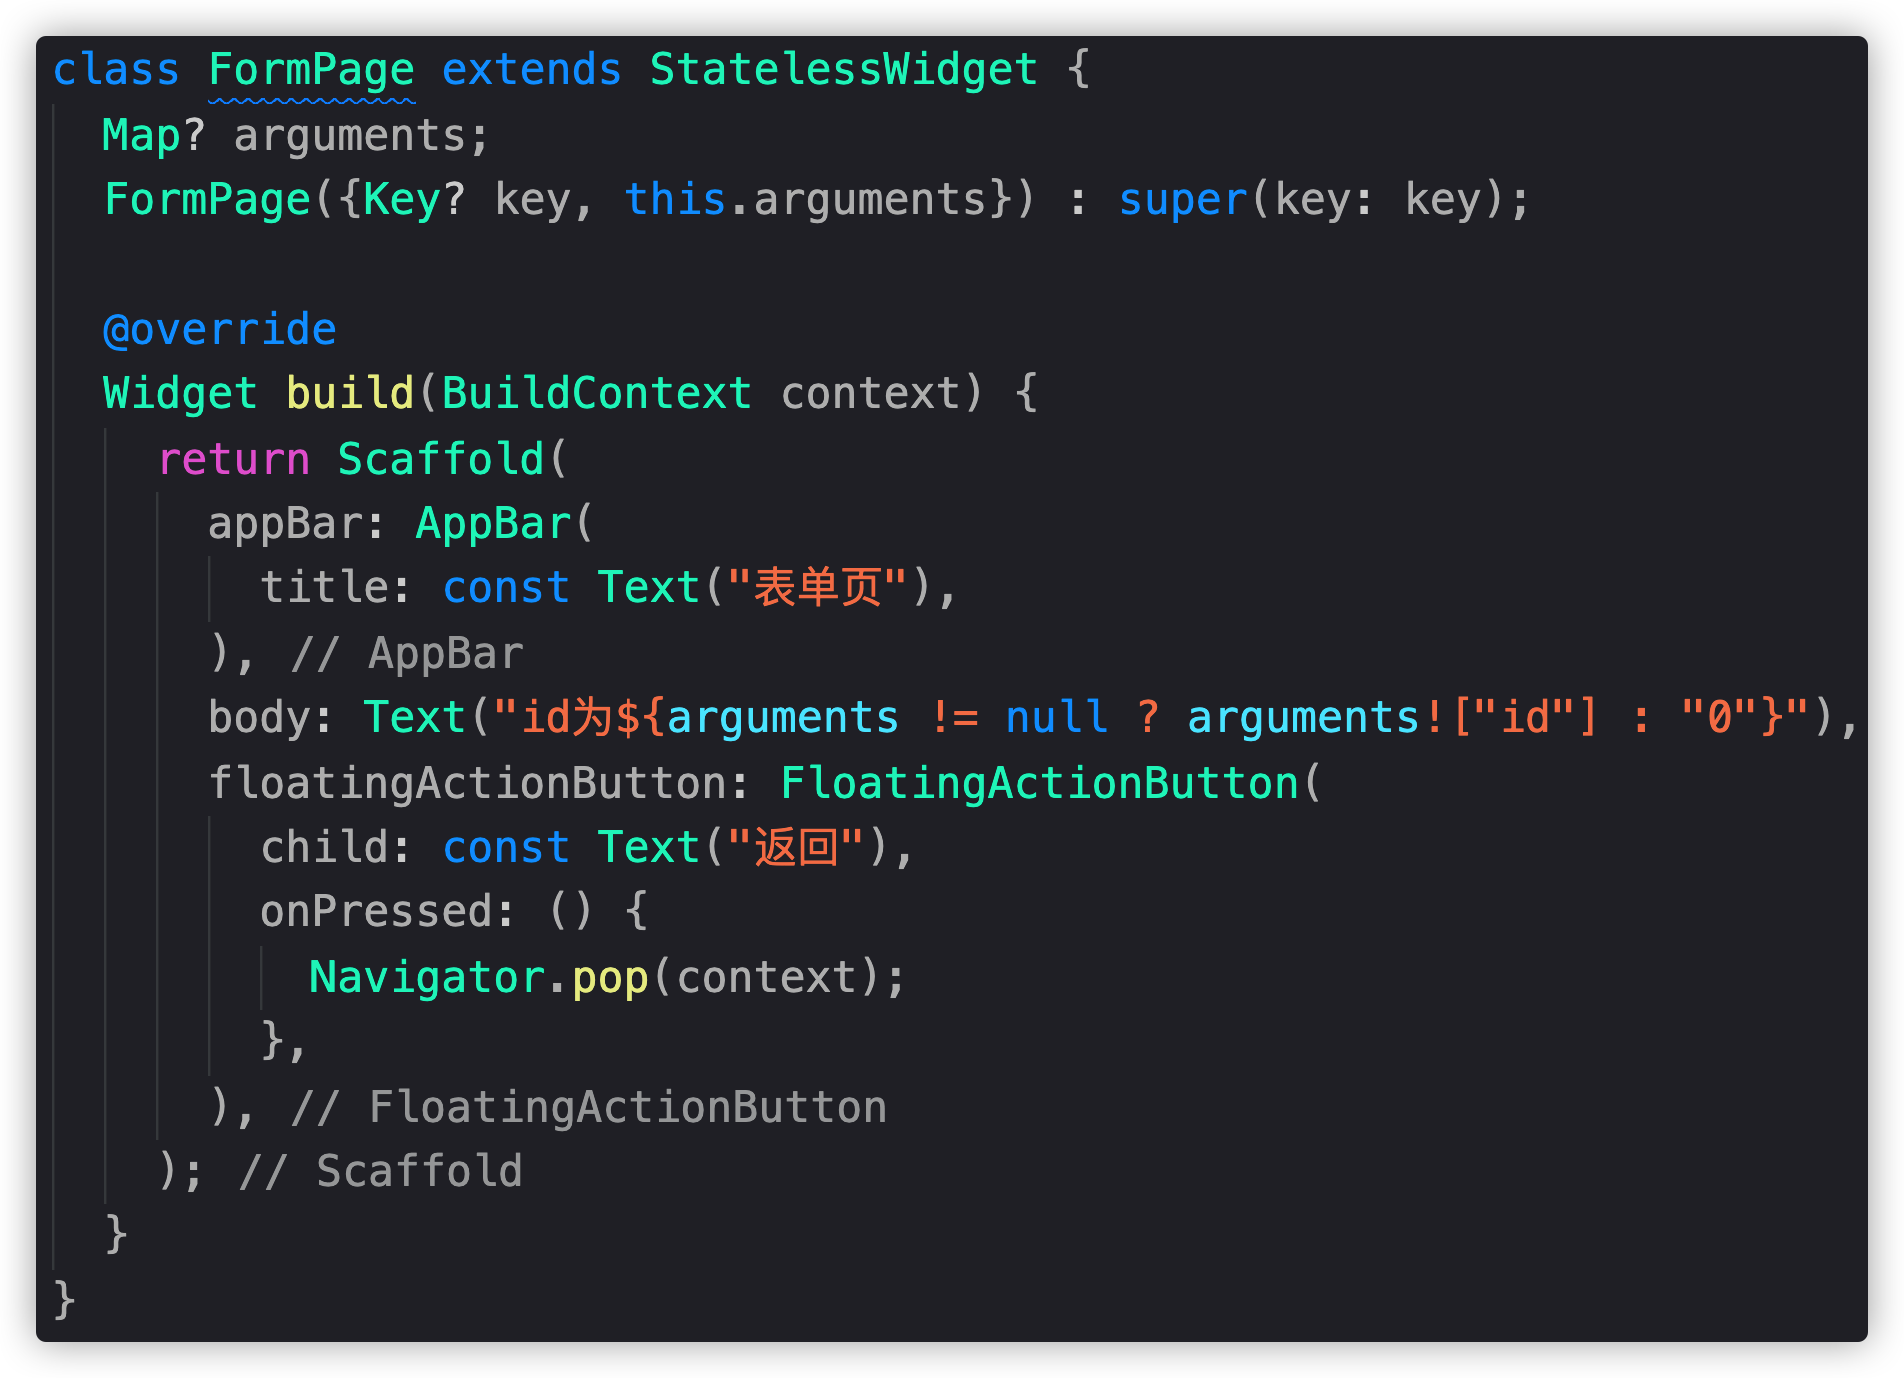 class FormPage extends StatelessWidget {
  Map? arguments;
  FormPage({Key? key, this.arguments}) : super(key: key);

  @override
  Widget build(BuildContext context) {
    return Scaffold(
      appBar: AppBar(
        title: const Text("表单页"),
      ), // AppBar
      body: Text("id为${arguments != null ? arguments!["id"] : "0"}"),
      floatingActionButton: FloatingActionButton(
        child: const Text("返回"),
        onPressed: () {
          Navigator.pop(context);
        },
      ), // FloatingActionButton
    ); // Scaffold
  }
}